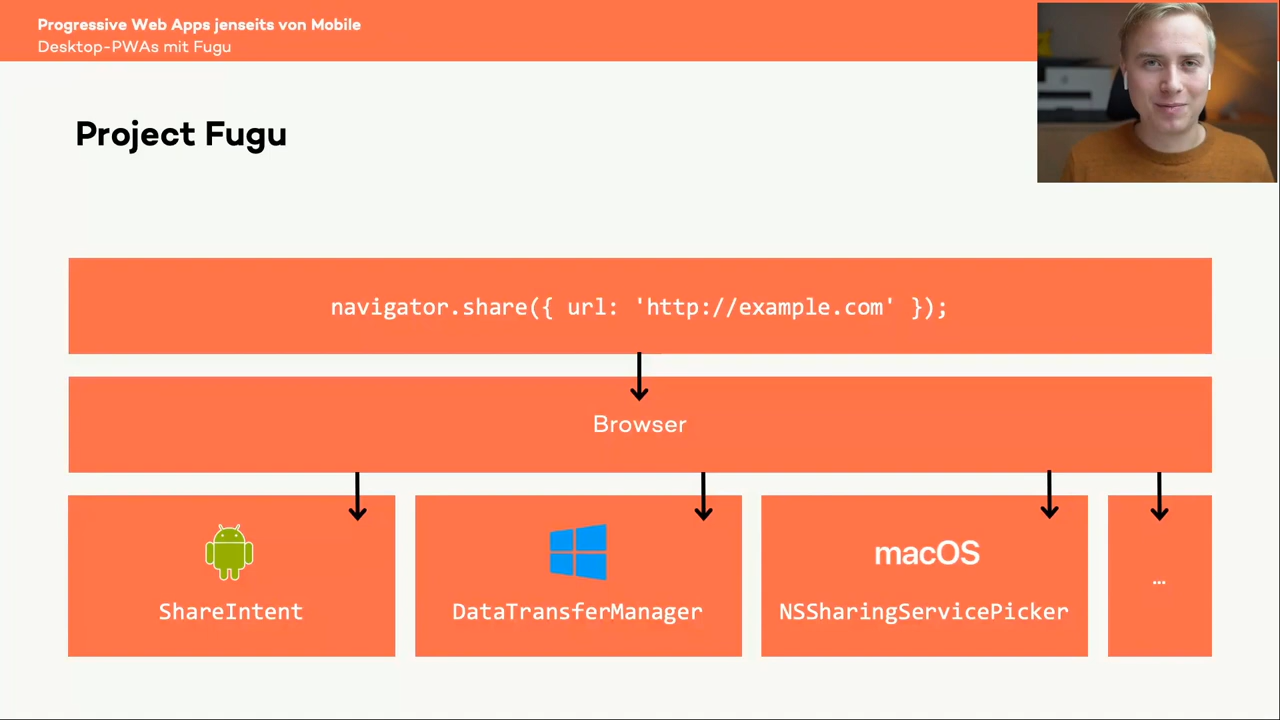 Progressive Web Apps jenseits von Mobile
Desktop-PWAs mit Fugu
Project Fugu
navigator.share({ url: 'http://example.com' });
Browser
macOS
...
ShareIntent
DataTransferManager
NSSharingServicePicker